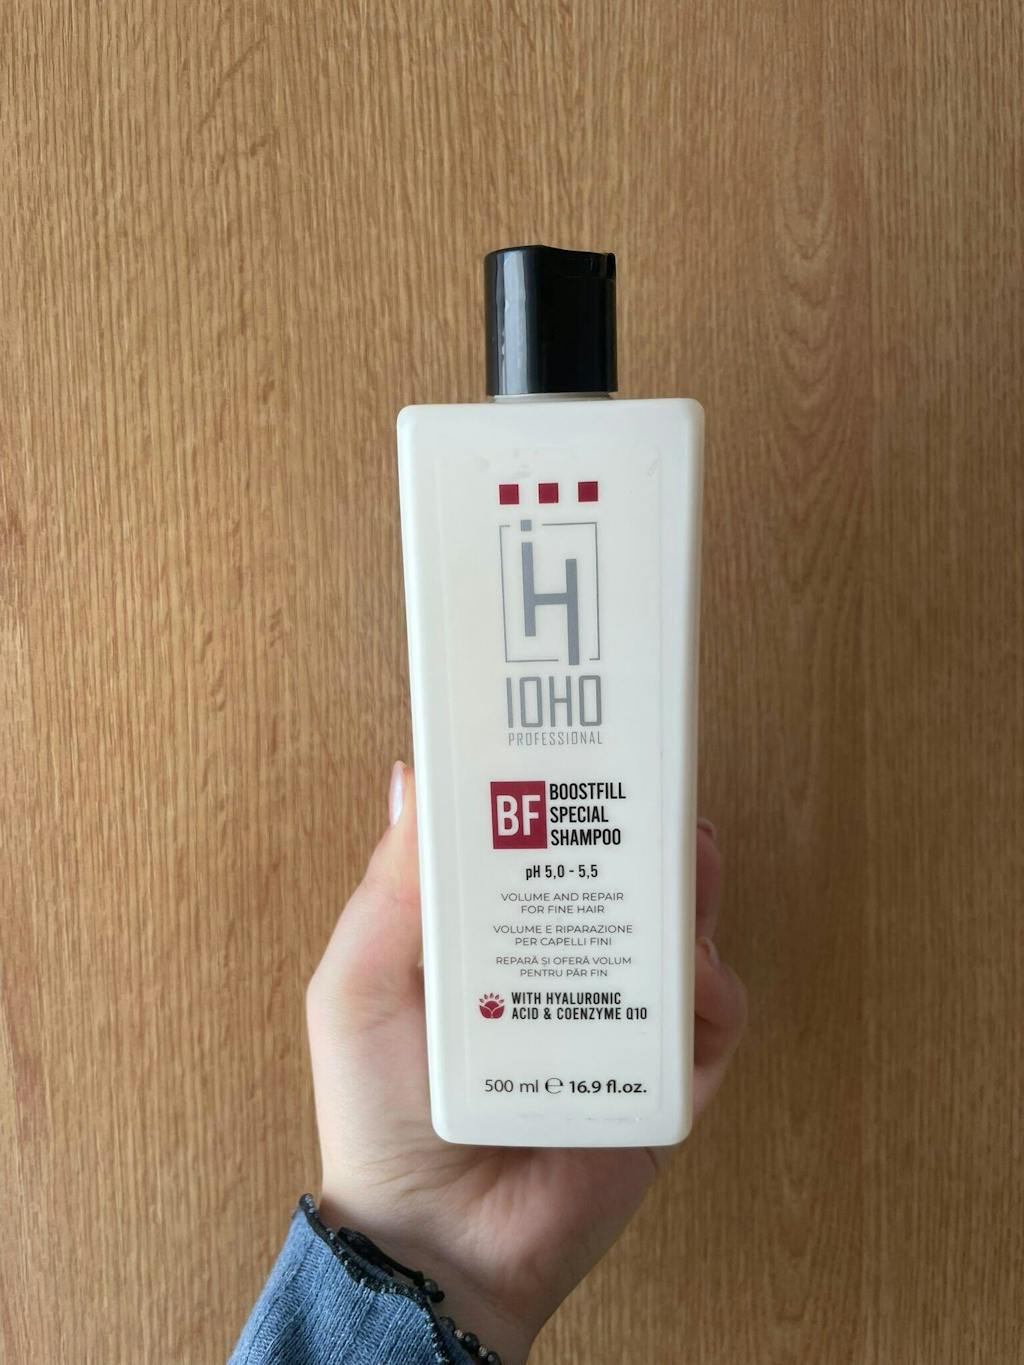 iH
IOHO
PROFESSIONAL
BF
BOOSTFILL
SPECIAL
SHAMPOO
pH 5,0 - 5,5
VOLUME AND REPAIR
FOR FINE HAIR
VOLUME E RIPARAZIONE
PER CAPELLI FINI
REPARĂ ȘI OFERĂ VOLUM
PENTRU PĂR FIN
WITH HYALURONIC
ACID & COENZYME Q10
500 ml ℮ 16.9 fl.oz.